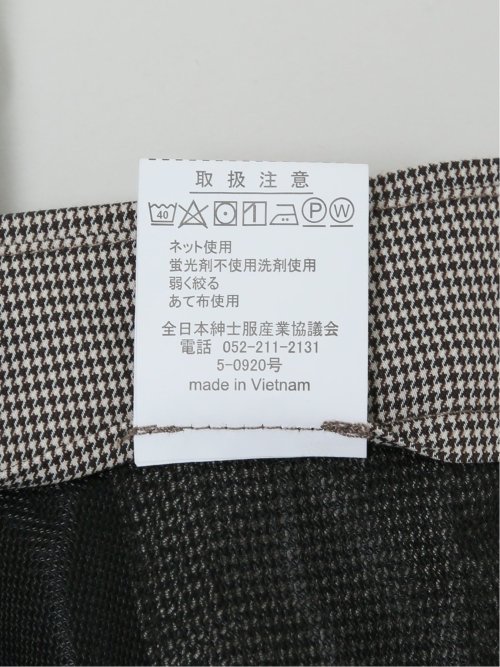 取扱注意
40 P W
ネット使用
蛍光剤不使用洗剤使用
弱く絞る
あて布使用
全日本紳士服産業協議会
電話 052-211-2131
5-0920号
made in Vietnam